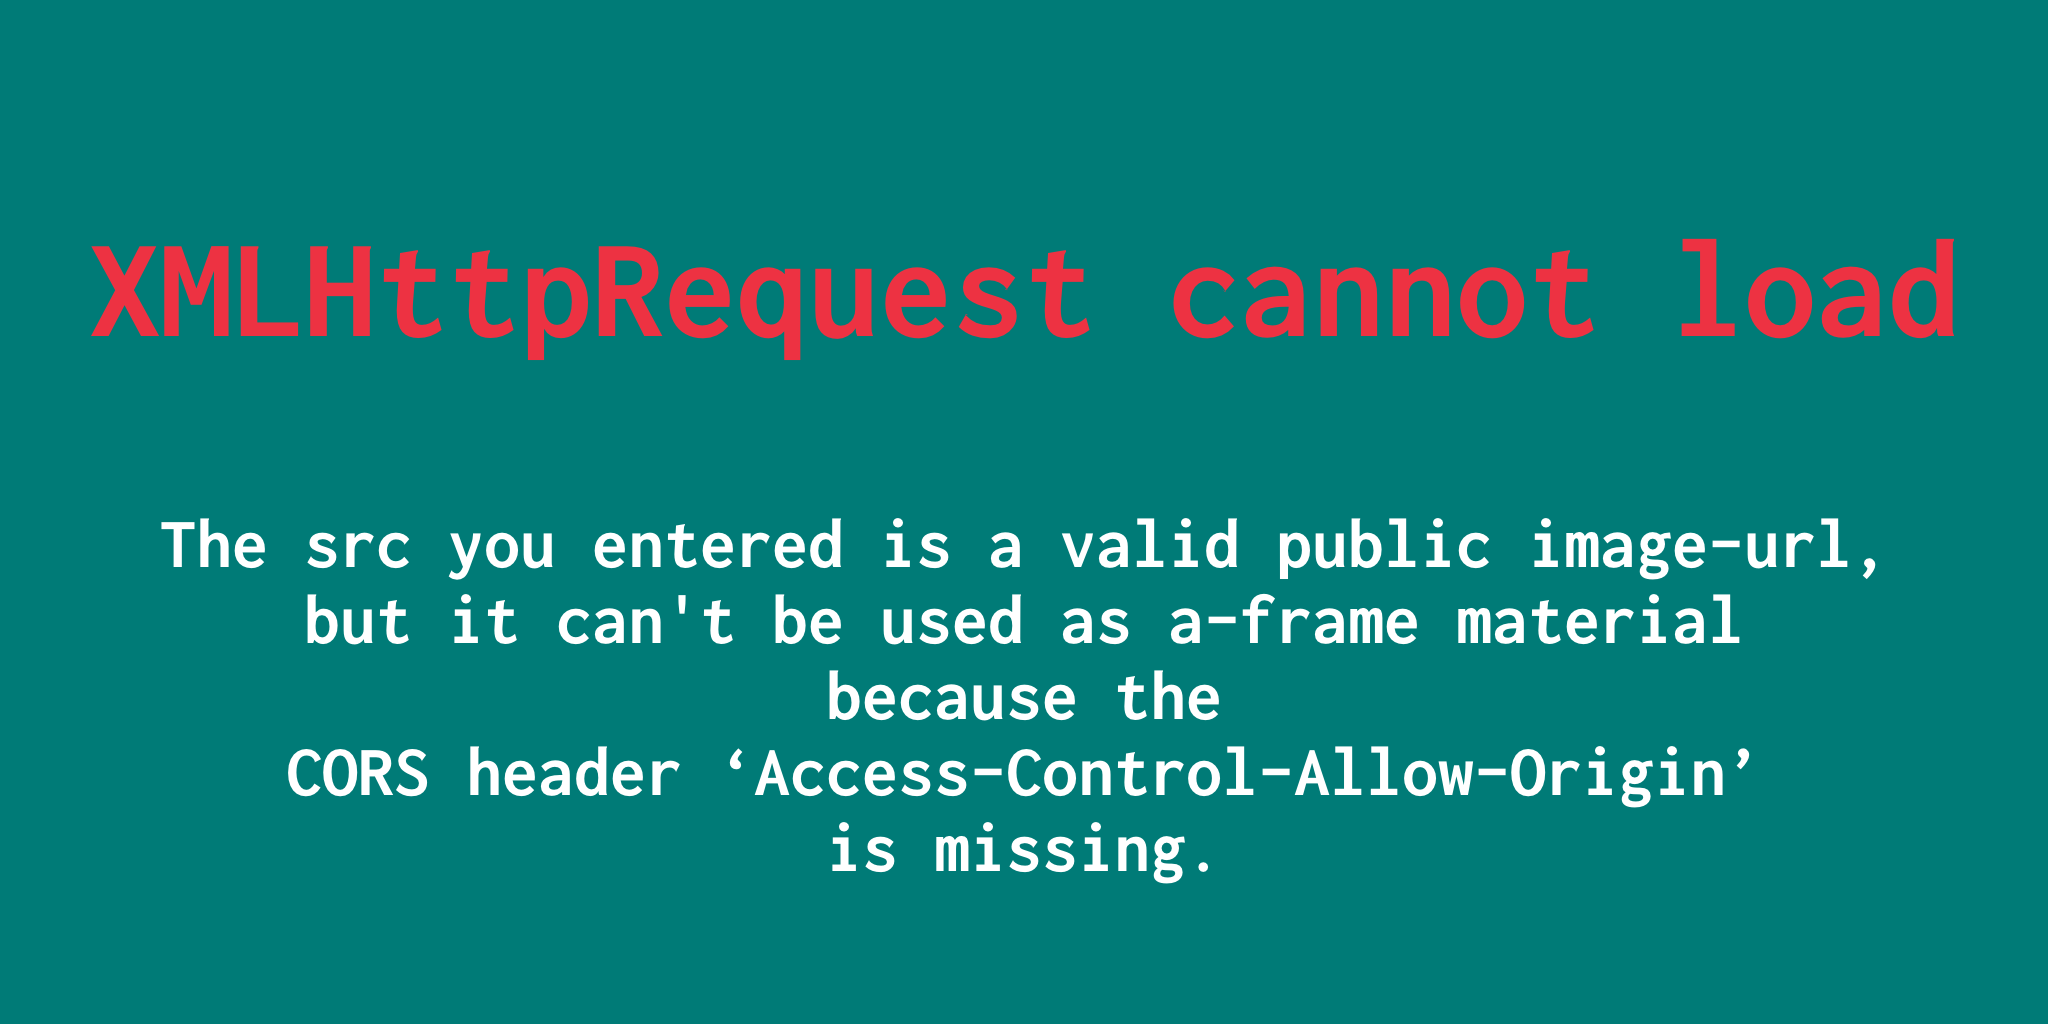 XMLHttpRequest cannot load
The src you entered is a valid public image-url,
but it can't be used as a-frame material
because the
CORS header ‘Access-Control-Allow-Origin’
is missing.